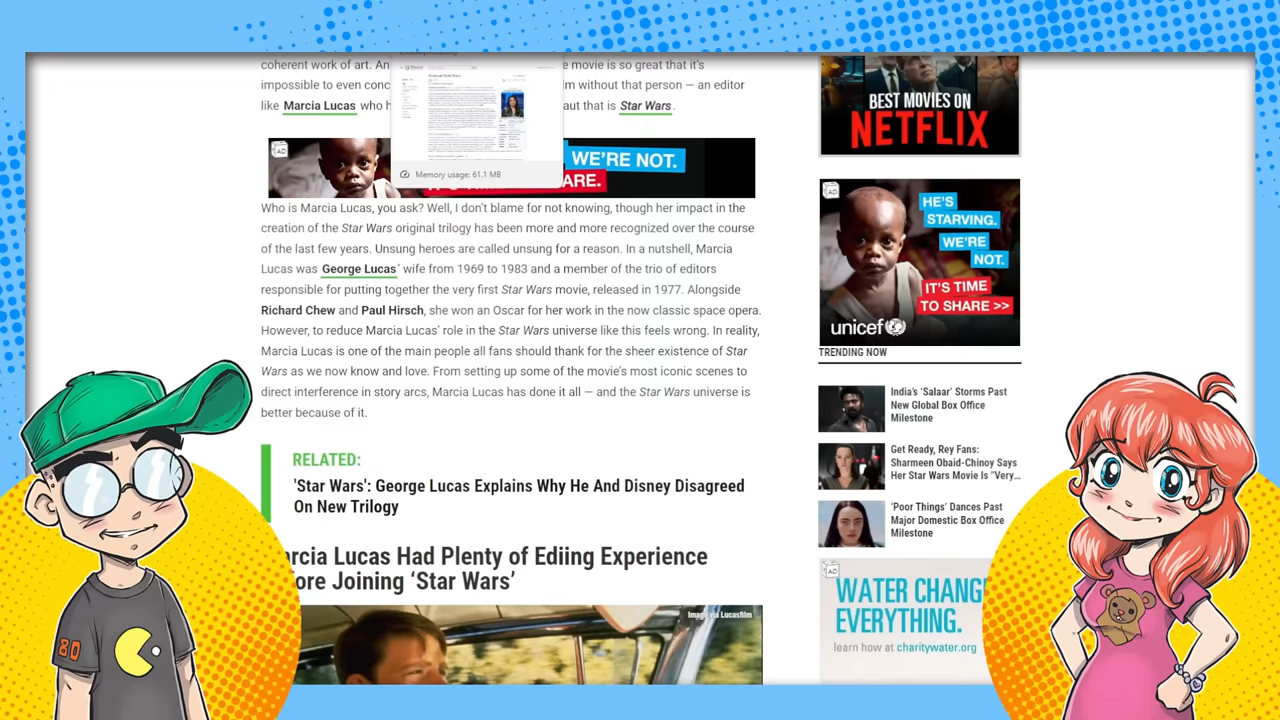 coherent work of art. An
e movie is so great that it's
impossible to even conc
m without that person — an editor
like Marcia Lucas who h
aut that is Star Wars.
AD
WE'RE NOT.
ARE.
Memory usage: 61.1 MB
Who is Marcia Lucas, you ask? Well, I don't blame for not knowing, though her impact in the
creation of the Star Wars original trilogy has been more and more recognized over the course
of the last few years. Unsung heroes are called unsung for a reason. In a nutshell, Marcia
Lucas was George Lucas' wife from 1969 to 1983 and a member of the trio of editors
responsible for putting together the very first Star Wars movie, released in 1977. Alongside
Richard Chew and Paul Hirsch, she won an Oscar for her work in the now classic space opera.
However, to reduce Marcia Lucas' role in the Star Wars universe like this feels wrong. In reality,
Marcia Lucas is one of the main people all fans should thank for the sheer existence of Star
Wars as we now know and love. From setting up some of the movie's most iconic scenes to
direct interference in story arcs, Marcia Lucas has done it all — and the Star Wars universe is
better because of it.
RELATED:
'Star Wars': George Lucas Explains Why He And Disney Disagreed
On New Trilogy
arcia Lucas Had Plenty of Ediing Experience
ore Joining 'Star Wars'
Image via Lucasfilm
BEST MOVIES ON
NETFLIX
AD
HE'S
STARVING.
WE'RE
NOT.
IT'S TIME
TO SHARE >>
unicef
TRENDING NOW
India's 'Salaar' Storms Past
New Global Box Office
Milestone
Get Ready, Rey Fans:
Sharmeen Obaid-Chinoy Says
Her Star Wars Movie Is "Very...
'Poor Things' Dances Past
Major Domestic Box Office
Milestone
AD
WATER CHANG
EVERYTHING.
learn how at charitywater.org
80